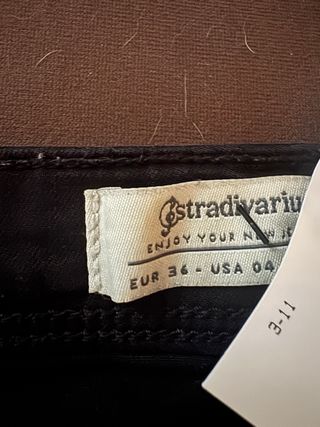 stradivariu
ENJOY YOUR NEW
EUR 36 - USA 04
3-11